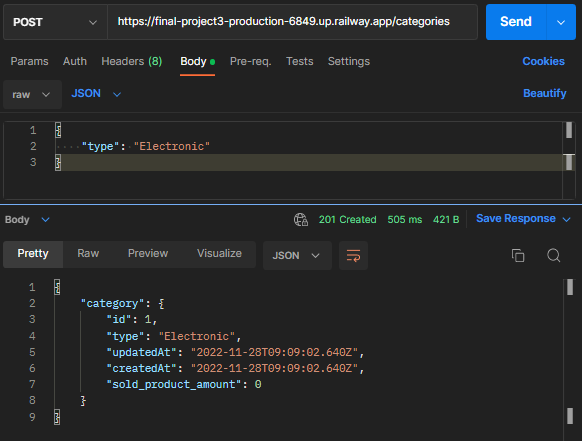 POST https://final-project3-production-6849.up.railway.app/categories Send
Params Auth Headers (8) Body Pre-req. Tests Settings Cookies
raw JSON Beautify
1 {
2 "type": "Electronic"
3 }
Body 201 Created 505 ms 421 B Save Response
Pretty Raw Preview Visualize JSON
1 {
2 "category": {
3 "id": 1,
4 "type": "Electronic",
5 "updatedAt": "2022-11-28T09:09:02.640Z",
6 "createdAt": "2022-11-28T09:09:02.640Z",
7 "sold_product_amount": 0
8 }
9 }